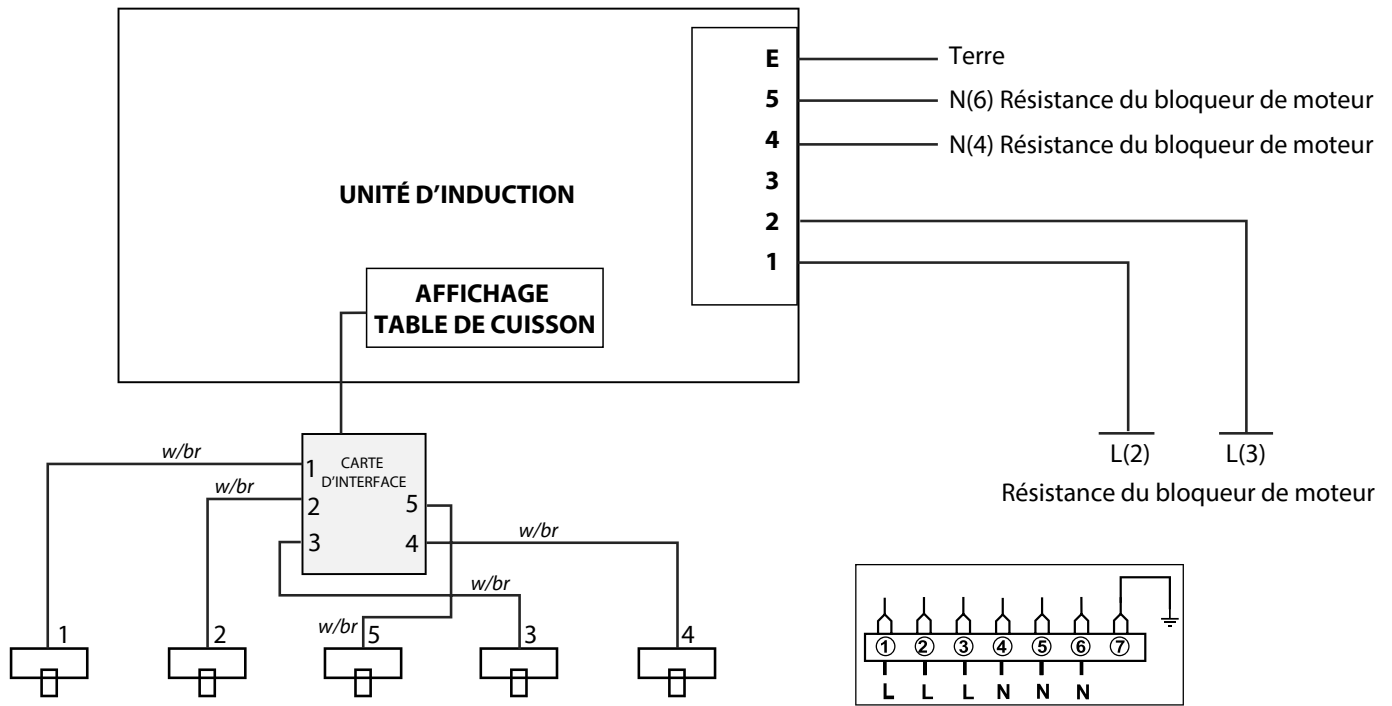 E
Terre
5
N(6) Résistance du bloqueur de moteur
4
N(4) Résistance du bloqueur de moteur
3
UNITÉ D’INDUCTION
2
1
AFFICHAGE
TABLE DE CUISSON
w/br
1
CARTE
D’INTERFACE
w/br
2
5
3
4
w/br
L(2)
L(3)
Résistance du bloqueur de moteur
w/br
w/br
1
2
5
3
4
1 2 3 4 5 6 7
L L L N N N